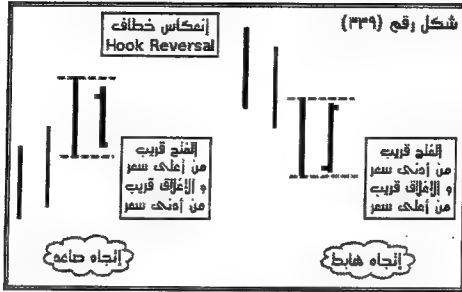 شكل رقم (٣٣٩)
إنعكاس خطاف
Hook Reversal
الفتح قريب
من أدنى سعر
و الإغلاق قريب
من أعلى سعر
الفتح قريب
من أعلى سعر
و الإغلاق قريب
من أدنى سعر
إتجاه هابط
إتجاه صاعد